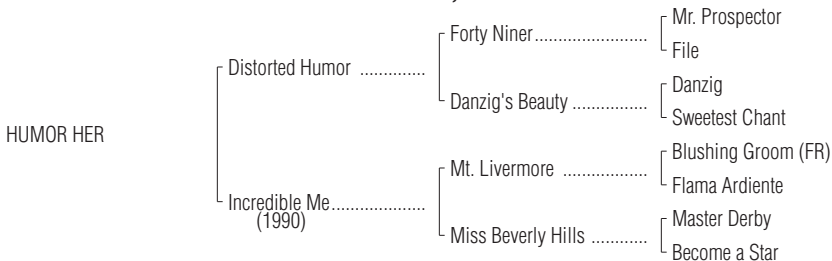 Mr. Prospector
Forty Niner......................
File
Distorted Humor ..............
Danzig
Danzig's Beauty ................
Sweetest Chant
HUMOR HER
Blushing Groom (FR)
Mt. Livermore ..................
Flama Ardiente
Incredible Me....................
(1990)
Master Derby
Miss Beverly Hills ............
Become a Star